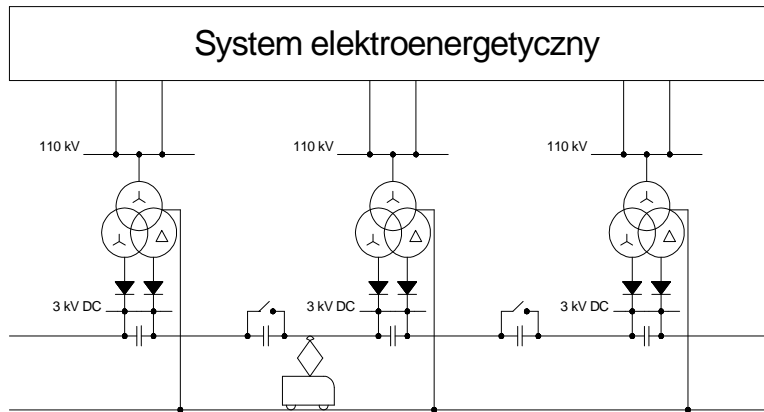 System elektroenergetyczny
110 kV 110 kV 110 kV
3 kV DC 3 kV DC 3 kV DC